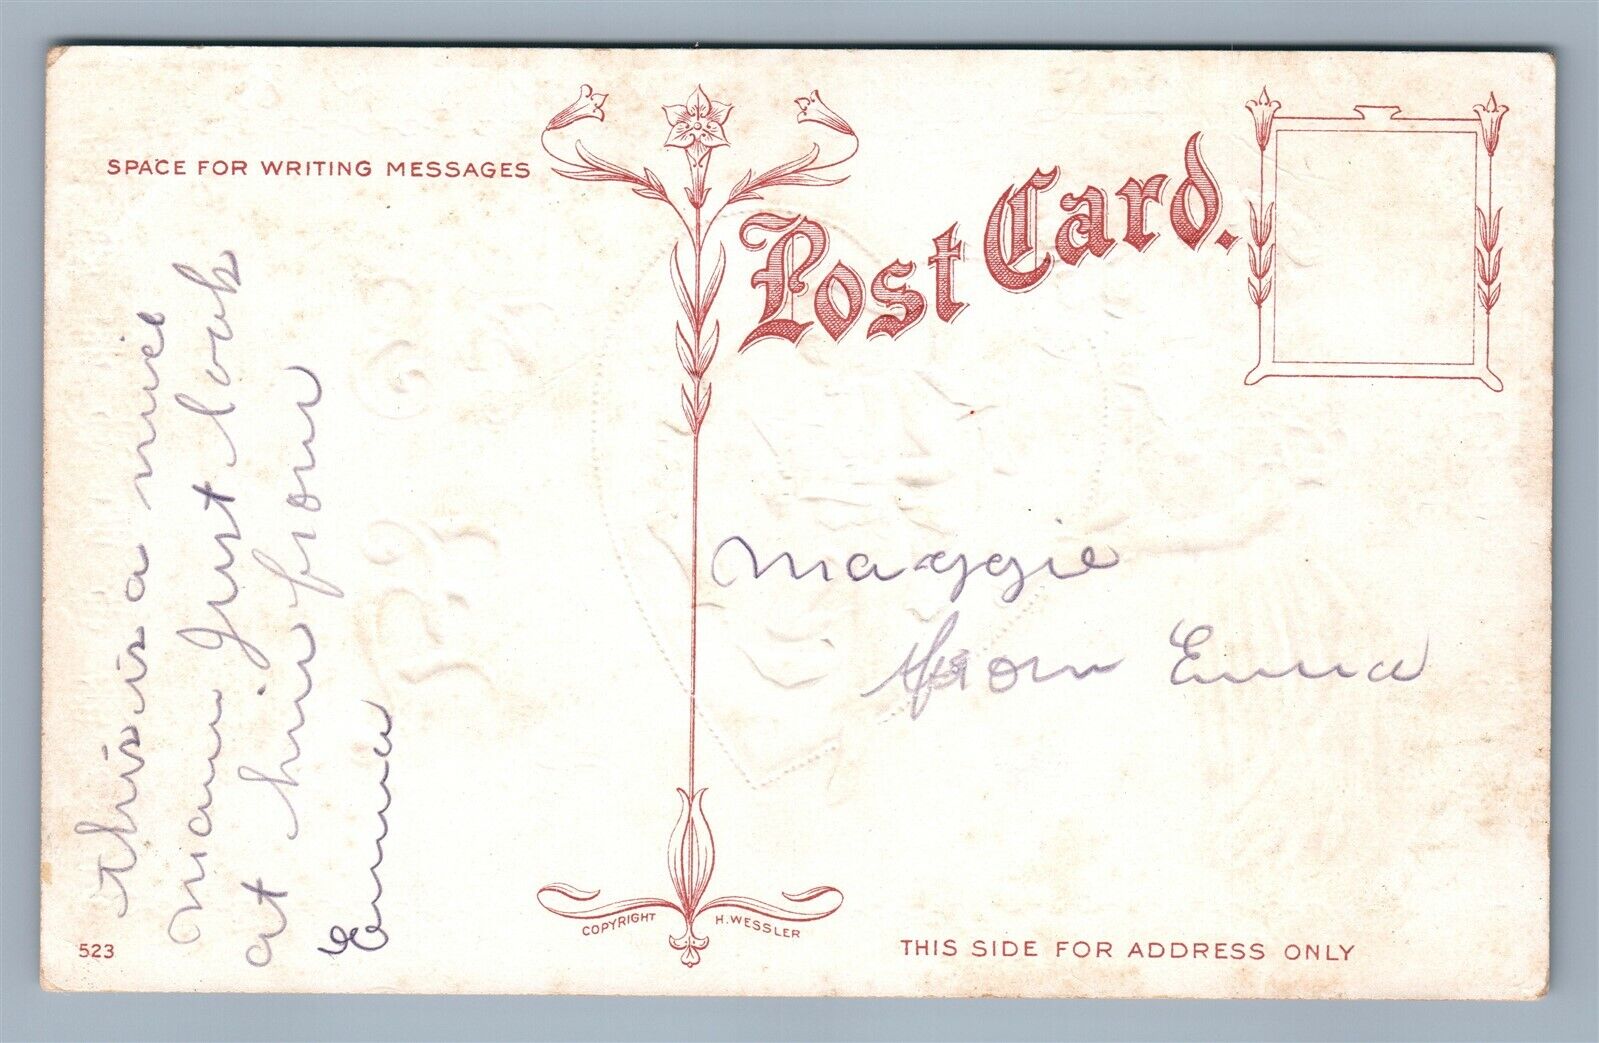 SPACE FOR WRITING MESSAGES
Post Card.
this is a nice
man Just look
at him from
Emma
Maggie
from Emma
523
COPYRIGHT H. WESSLER
THIS SIDE FOR ADDRESS ONLY